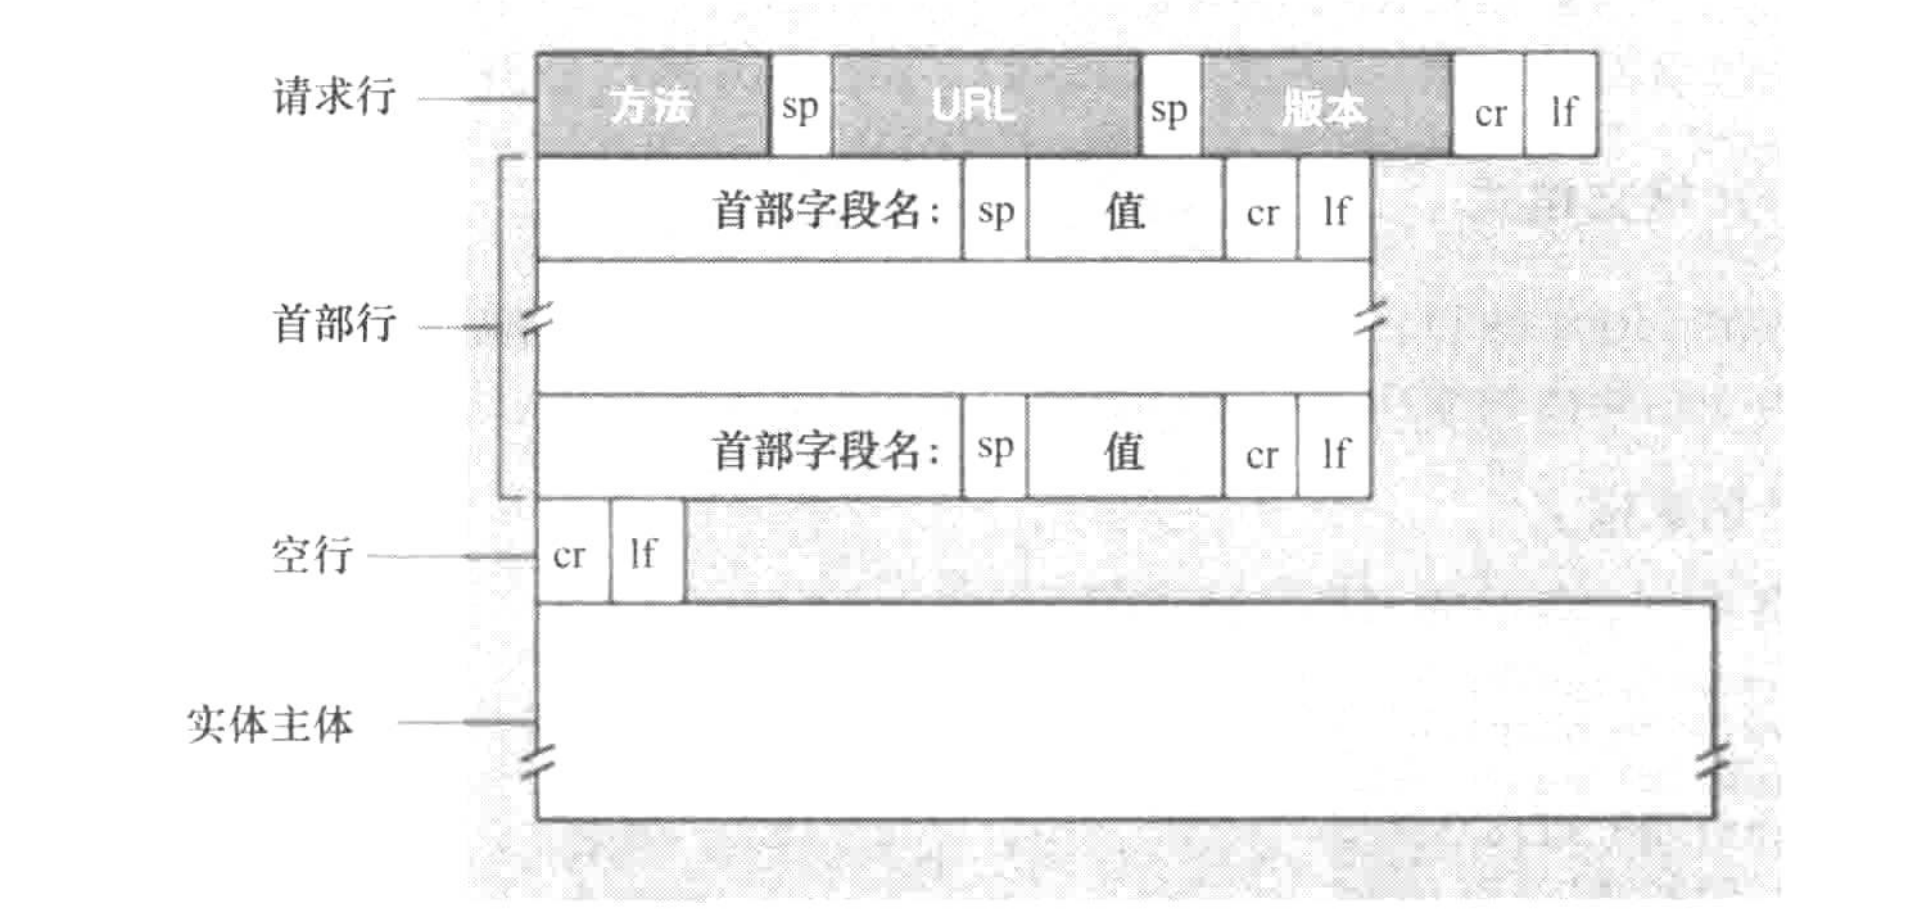 请求行 方法 sp URL sp 版本 cr lf
首部字段名: sp 值 cr lf
首部行
首部字段名: sp 值 cr lf
空行 cr lf
实体主体